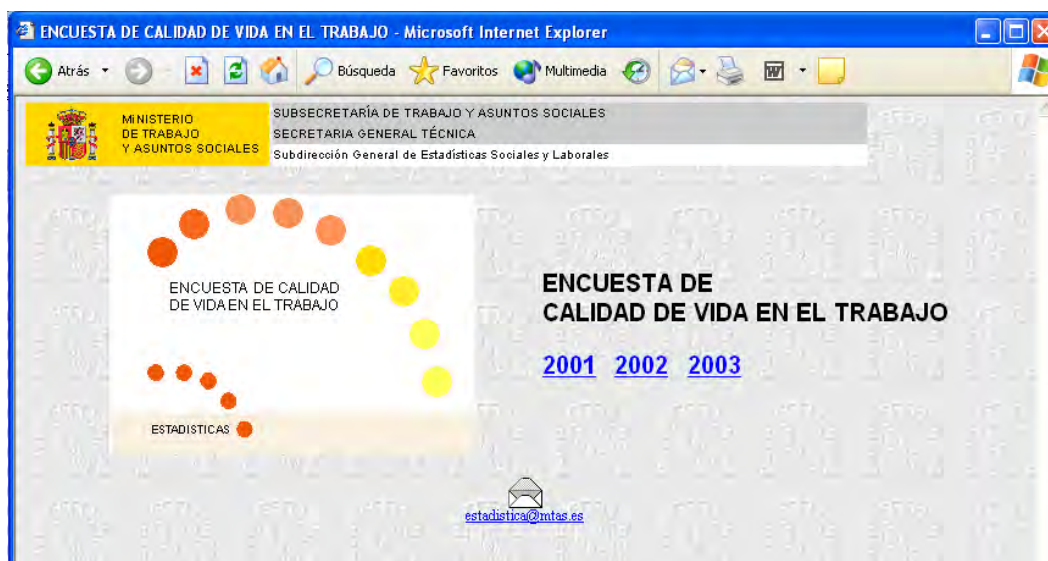 ENCUESTA DE CALIDAD DE VIDA EN EL TRABAJO - Microsoft Internet Explorer
Atrás Búsqueda Favoritos Multimedia
MINISTERIO
DE TRABAJO
Y ASUNTOS SOCIALES
SUBSECRETARÍA DE TRABAJO Y ASUNTOS SOCIALES
SECRETARIA GENERAL TÉCNICA
Subdirección General de Estadísticas Sociales y Laborales
ENCUESTA DE CALIDAD
DE VIDA EN EL TRABAJO
ESTADISTICAS
ENCUESTA DE
CALIDAD DE VIDA EN EL TRABAJO
2001 2002 2003
estadistica@mtas.es